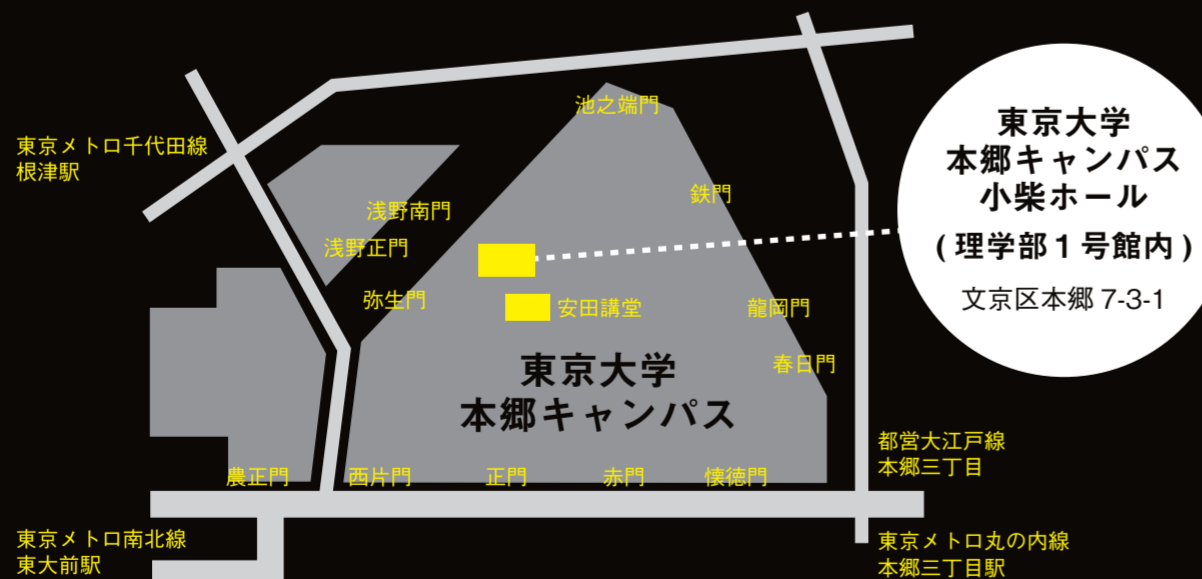 池之端門
東京メトロ千代田線
根津駅
東京大学
本郷キャンパス
小柴ホール
(理学部1号館内)
文京区本郷 7-3-1
鉄門
浅野南門
浅野正門
弥生門
安田講堂
龍岡門
春日門
東京大学
本郷キャンパス
都営大江戸線
本郷三丁目
農正門
西片門
正門
赤門
懐徳門
東京メトロ南北線
東大前駅
東京メトロ丸の内線
本郷三丁目駅